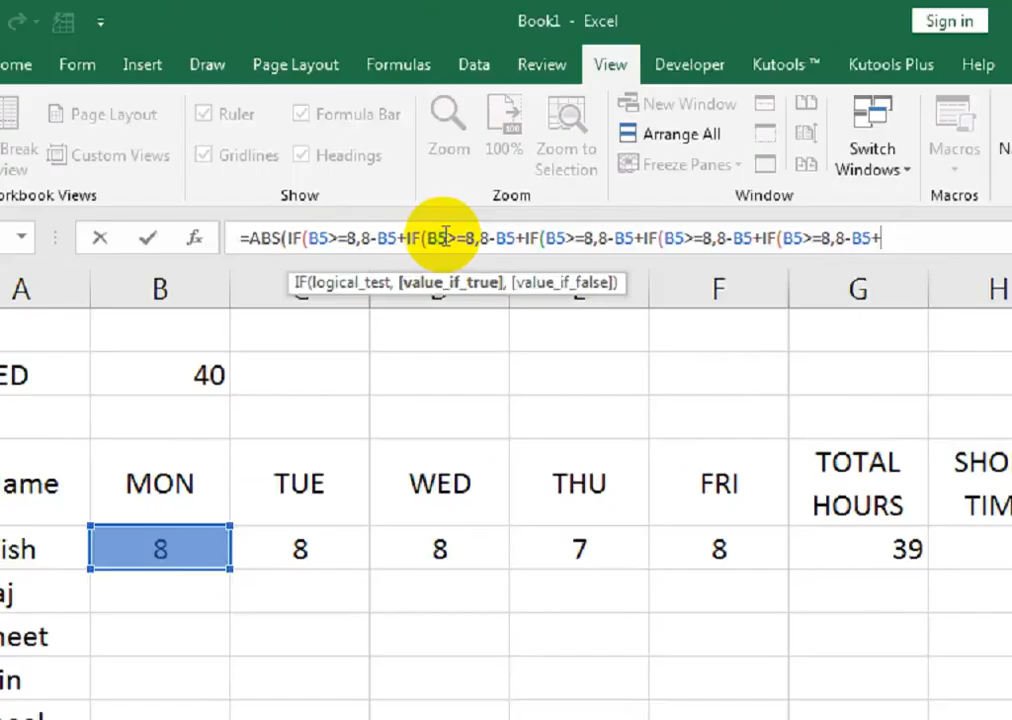 Book1 - Excel
Sign in
ome Form Insert Draw Page Layout Formulas Data Review View Developer Kutools ™ Kutools Plus Help
Page Layout
Ruler
Formula Bar
New Window
Break
view
Custom Views
Gridlines
Headings
Zoom
100%
100
Zoom to
Selection
Arrange All
Freeze Panes
Switch
Windows
Macros
orkbook Views
Show
Zoom
Window
Macros
fx
=ABS(IF(B5>=8,8-B5+IF(B5>=8,8-B5+IF(B5>=8,8-B5+IF(B5>=8,8-B5+IF(B5>=8,8-B5+
IF(logical_test, [value_if_true], [value_if_false])
A B F G H
ED 40
ame MON TUE WED THU FRI TOTAL HOURS SHO TIM
ish 8 8 8 7 8 39
aj
neet
in